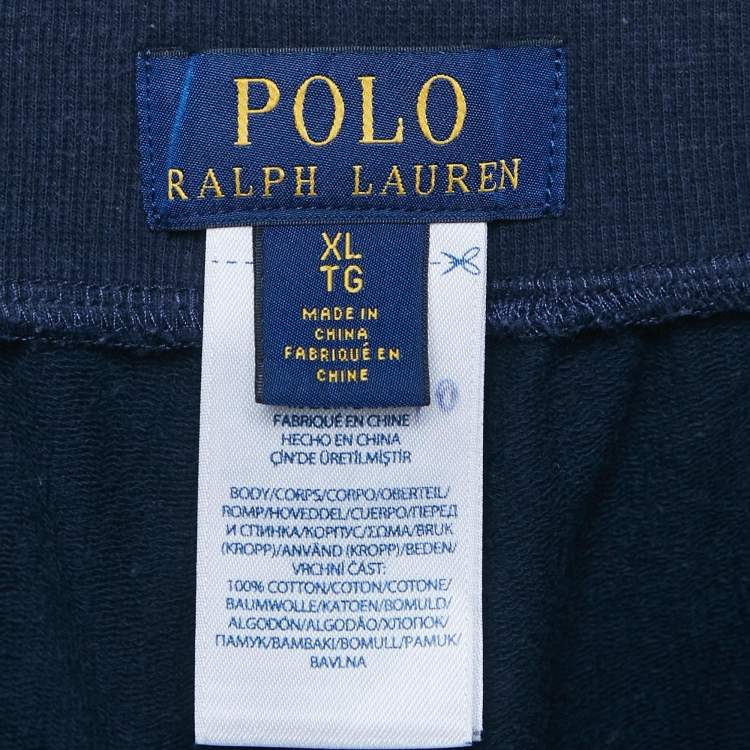 POLO
RALPH LAUREN
XL
TG
MADE IN
CHINA
FABRIQUÉ EN
CHINE
FABRIQUÉ EN CHINE
HECHO EN CHINA
ÇİN'DE ÜRETİLMİŞTİR
BODY/CORPS/CORPO/OBERTEIL/
ROMP/HOVEDDEL/CUERPO/ПЕРЕД
И СПИНКА/КОРПУС/ΣΩΜΑ/BRUK
(KROPP)/ANVÄND (KROPP)/BEDEN/
VRCHNÍ ČÁST:
100% COTTON/COTON/COTONE/
BAUMWOLLE/KATOEN/BOMULD/
ALGODÓN/ALGODÃO/ХЛОПОК/
ПАМУК/ΒΑΜΒΑΚΙ/BOMULL/PAMUK/
BAVLNA